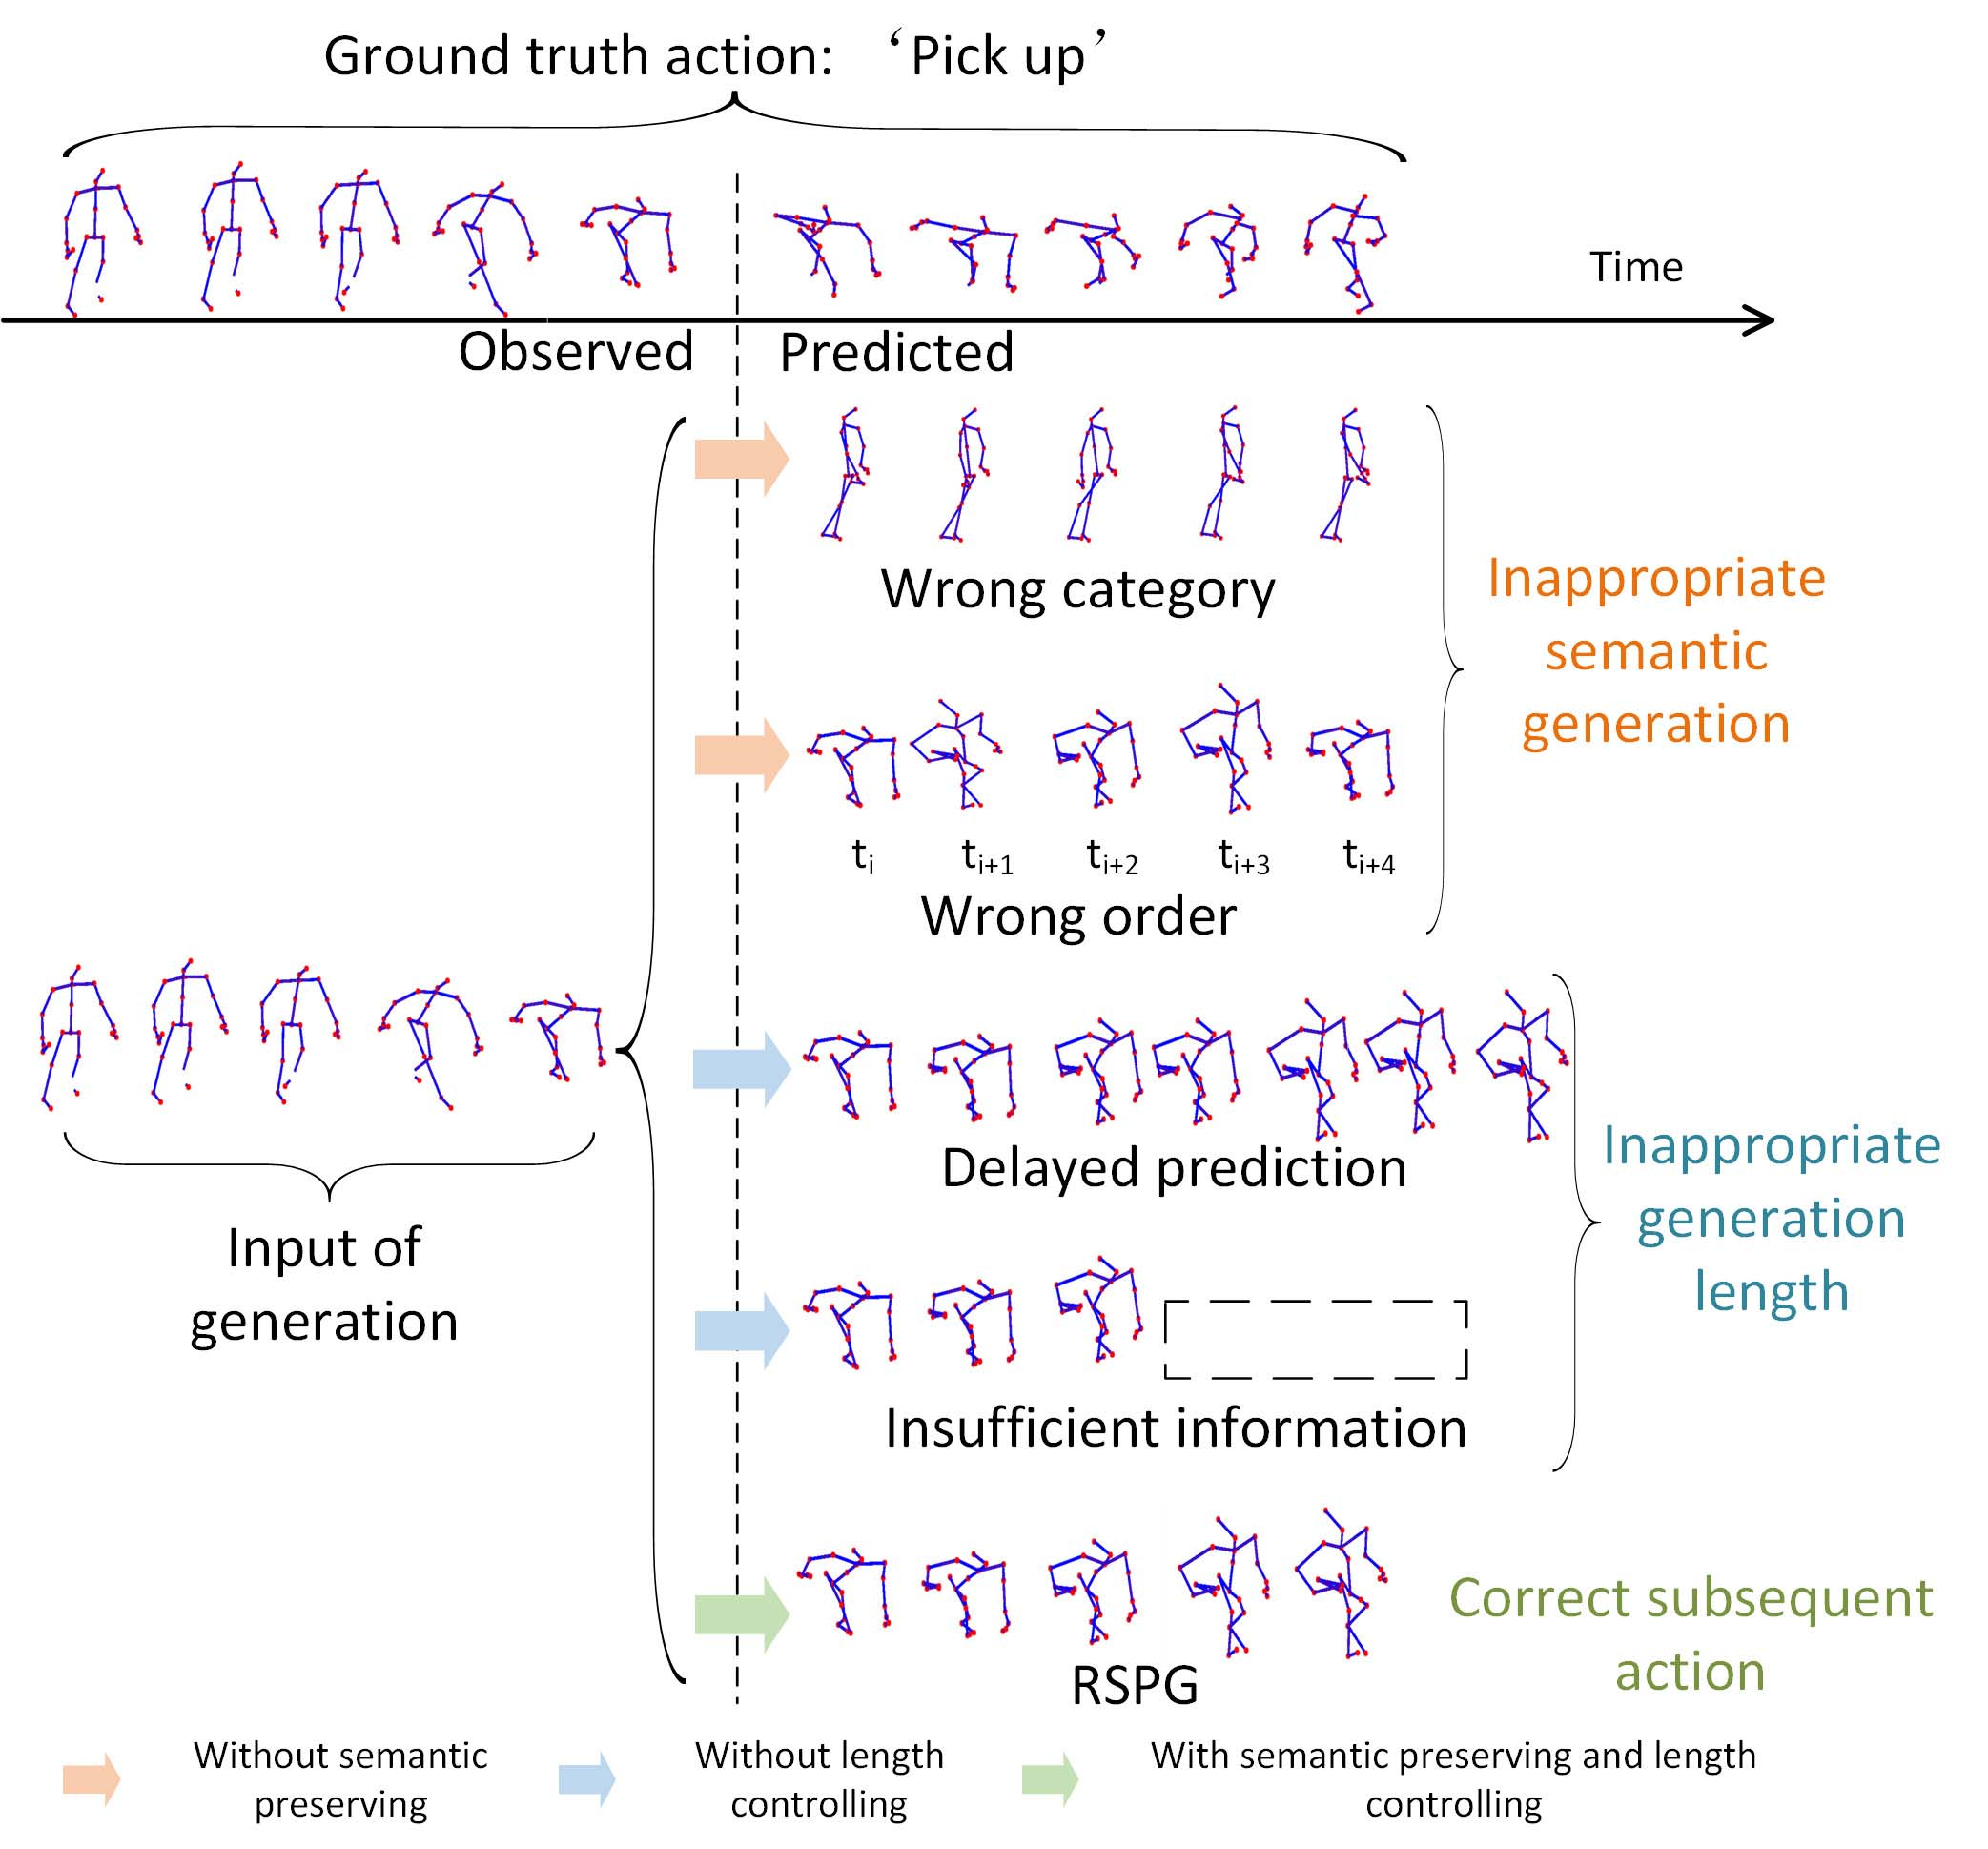 Ground truth action: ‘Pick up’
Time
Observed
Predicted
Wrong category
Inappropriate
semantic
generation
t_i t_{i+1} t_{i+2} t_{i+3} t_{i+4}
Wrong order
Input of
generation
Delayed prediction
Inappropriate
generation
length
Insufficient information
Correct subsequent
action
RSPG
Without semantic
preserving
Without length
controlling
With semantic preserving and length
controlling